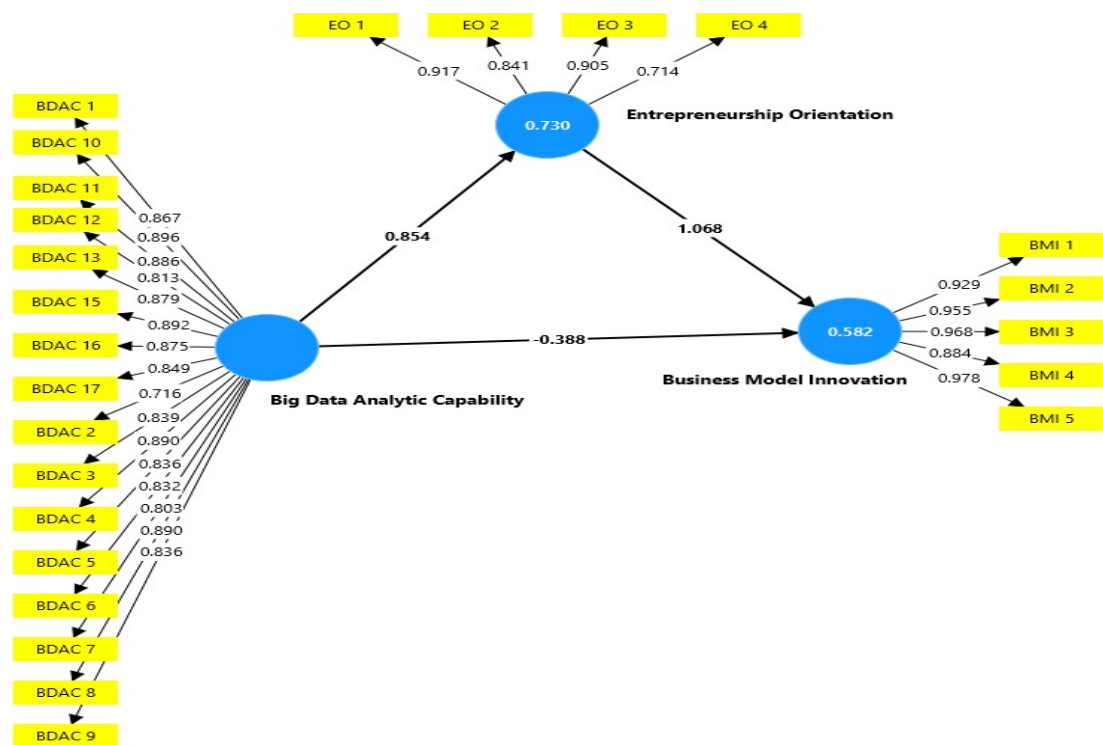 EO 1
EO 2
EO 3
EO 4
0.917
0.841
0.905
0.714
0.730
Entrepreneurship Orientation
BDAC 1
BDAC 10
BDAC 11
BDAC 12
BDAC 13
BDAC 15
BDAC 16
BDAC 17
BDAC 2
BDAC 3
BDAC 4
BDAC 5
BDAC 6
BDAC 7
BDAC 8
BDAC 9
0.867
0.896
0.886
0.813
0.879
0.892
0.875
0.849
0.716
0.839
0.890
0.836
0.832
0.803
0.890
0.836
Big Data Analytic Capability
0.854
1.068
-0.388
0.582
Business Model Innovation
0.929
0.955
0.968
0.884
0.978
BMI 1
BMI 2
BMI 3
BMI 4
BMI 5